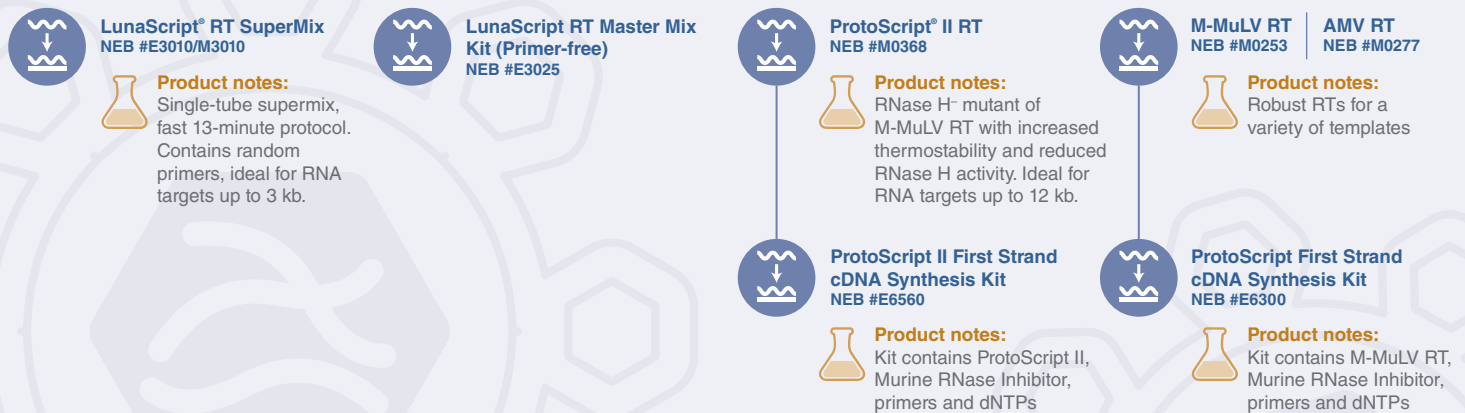 LunaScript® RT SuperMix
NEB #E3010/M3010
Product notes:
Single-tube supermix,
fast 13-minute protocol.
Contains random
primers, ideal for RNA
targets up to 3 kb.
LunaScript RT Master Mix
Kit (Primer-free)
NEB #E3025
ProtoScript® II RT
NEB #M0368
Product notes:
RNase H⁻ mutant of
M-MuLV RT with increased
thermostability and reduced
RNase H activity. Ideal for
RNA targets up to 12 kb.
ProtoScript II First Strand
cDNA Synthesis Kit
NEB #E6560
Product notes:
Kit contains ProtoScript II,
Murine RNase Inhibitor,
primers and dNTPs
M-MuLV RT
NEB #M0253
AMV RT
NEB #M0277
Product notes:
Robust RTs for a
variety of templates
ProtoScript First Strand
cDNA Synthesis Kit
NEB #E6300
Product notes:
Kit contains M-MuLV RT,
Murine RNase Inhibitor,
primers and dNTPs